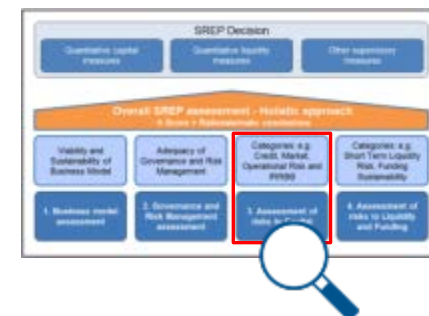 SREP Decision
Quantitative capital
measures
Quantitative liquidity
measures
Other supervisory
measures
Overall SREP assessment - Holistic approach
Viability and
Sustainability of
Business Model
Adequacy of
Governance and Risk
Management
Categories: e.g.
Credit, Market,
Operational Risk and
IRRBB
Categories: e.g.
Short Term Liquidity
Risk, Funding
Sustainability
1. Business model
assessment
2. Governance and
Risk Management
assessment
3. Assessment of
risks to Capital
4. Assessment of
risks to Liquidity
and Funding